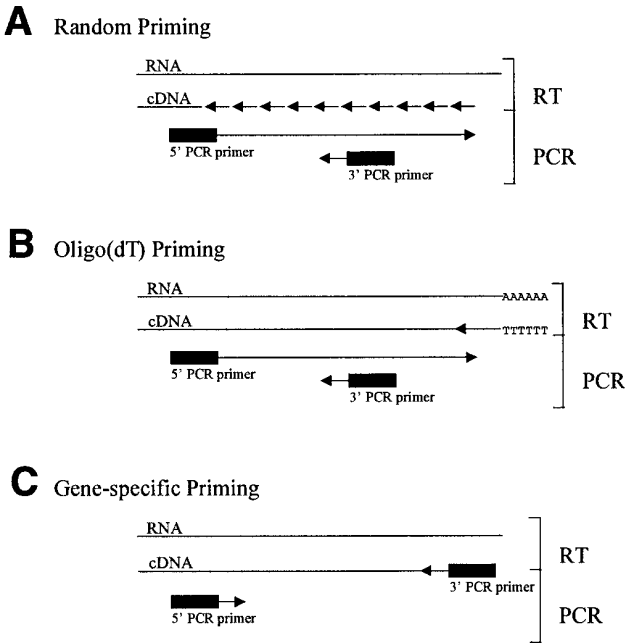 A Random Priming
RNA
cDNA
RT
5' PCR primer
3' PCR primer
PCR
B Oligo(dT) Priming
RNA AAAAAA
cDNA TTTTTT
RT
5' PCR primer
3' PCR primer
PCR
C Gene-specific Priming
RNA
cDNA
RT
3' PCR primer
5' PCR primer
PCR